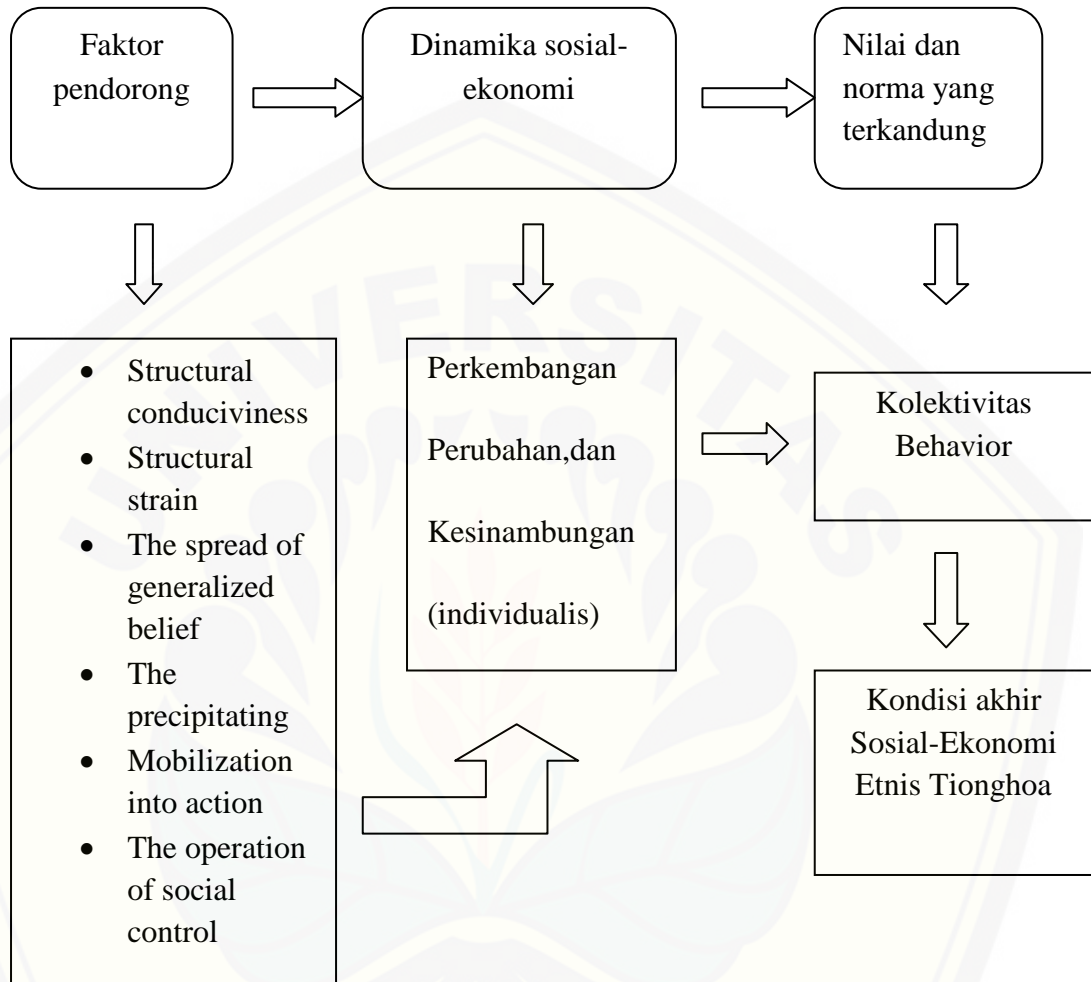 Faktor
pendorong
Dinamika sosial-
ekonomi
Nilai dan
norma yang
terkandung
• Structural
conduciviness
• Structural
strain
• The spread of
generalized
belief
• The
precipitating
• Mobilization
into action
• The operation
of social
control
Perkembangan
Perubahan,dan
Kesinambungan
(individualis)
Kolektivitas
Behavior
Kondisi akhir
Sosial-Ekonomi
Etnis Tionghoa
UNIVERSITAS